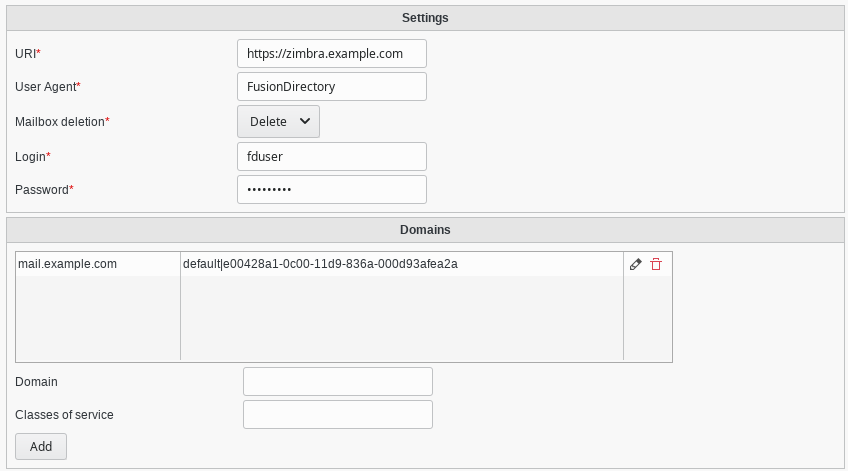 Settings
URI* https://zimbra.example.com
User Agent* FusionDirectory
Mailbox deletion* Delete
Login* fduser
Password* •••••••••
Domains
mail.example.com default|e00428a1-0c00-11d9-836a-000d93afea2a
Domain
Classes of service
Add